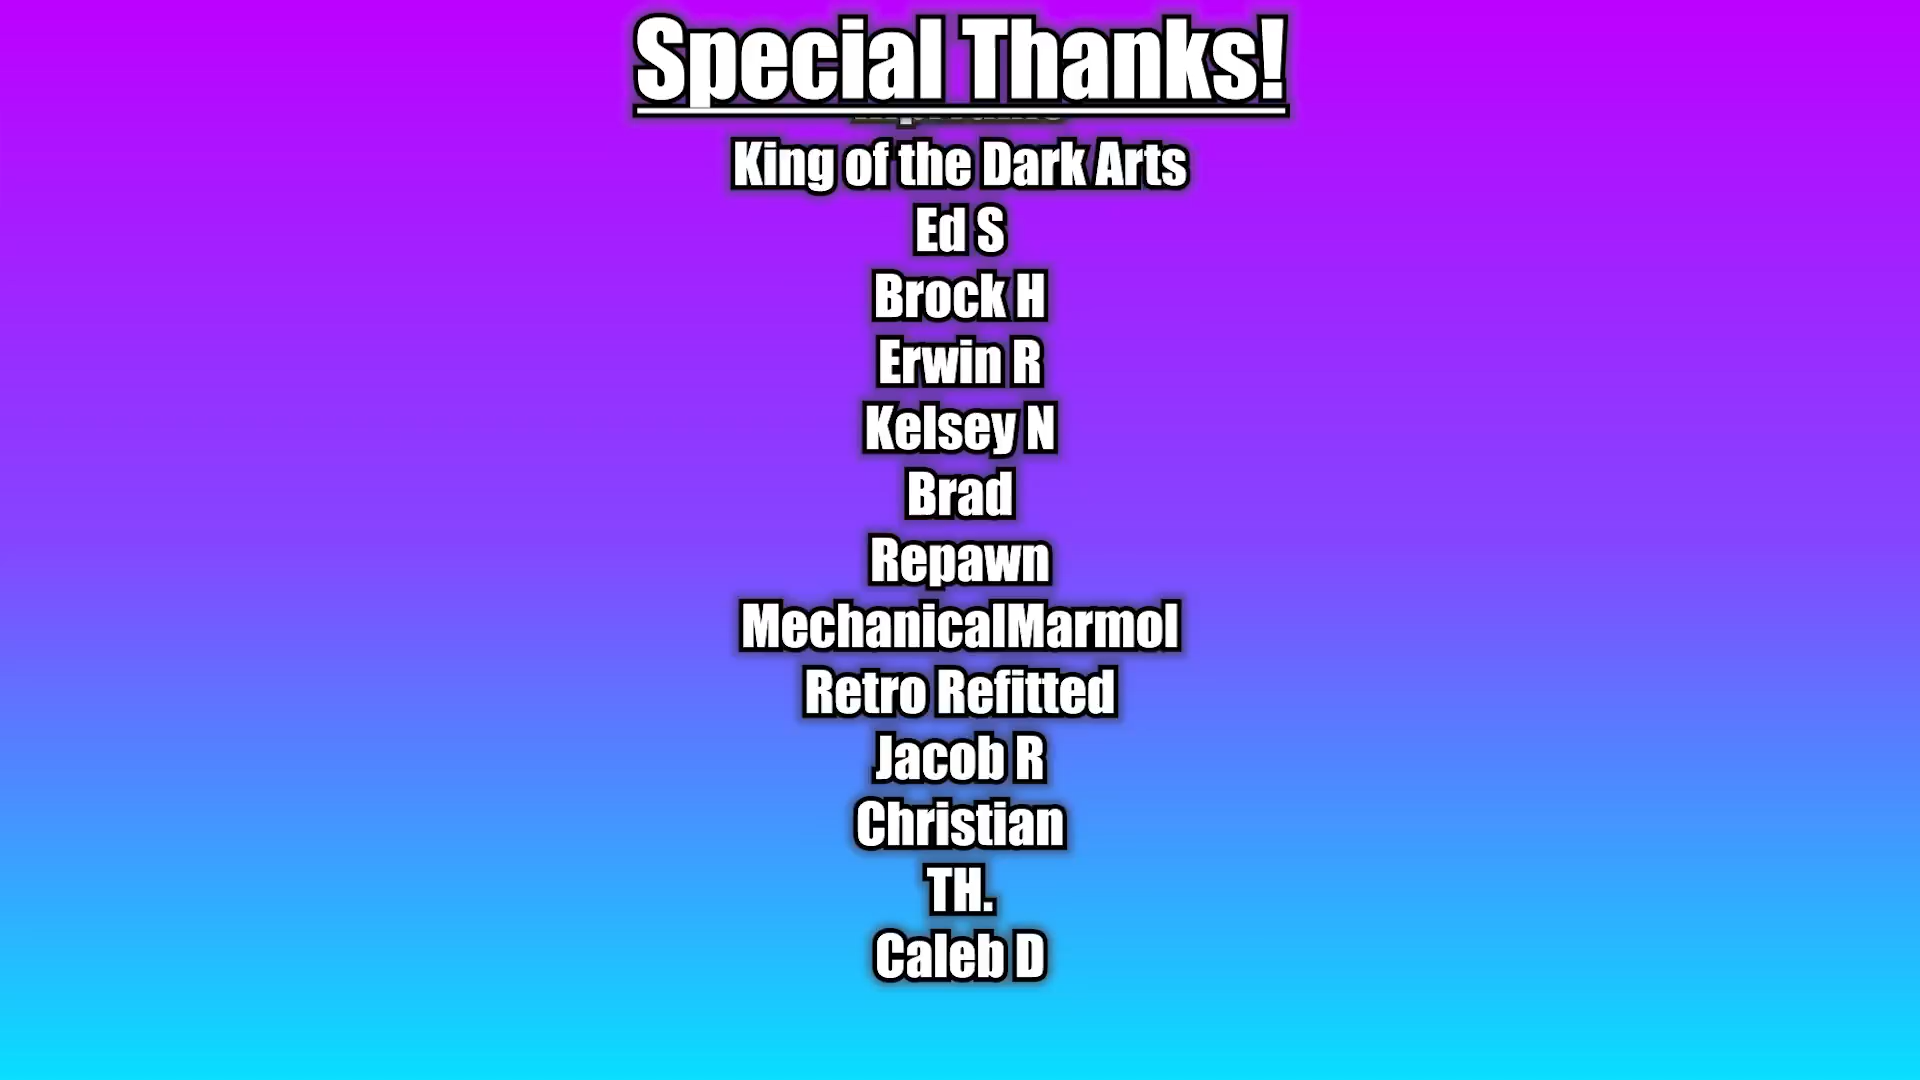 Special Thanks!
King of the Dark Arts
Ed S
Brock H
Erwin R
Kelsey N
Brad
Repawn
MechanicalMarmol
Retro Refitted
Jacob R
Christian
TH.
Caleb D